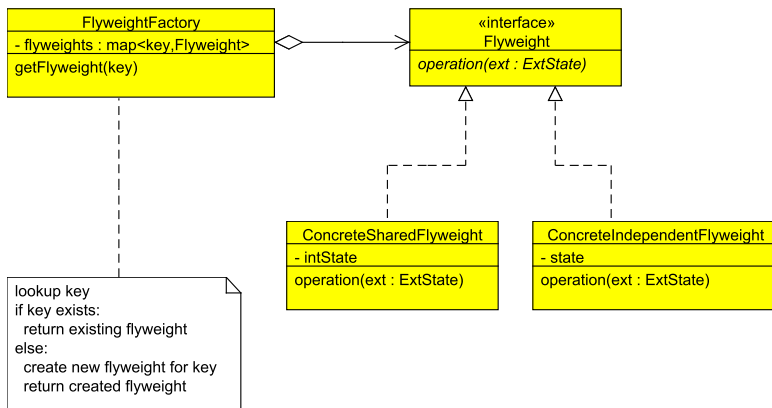 FlyweightFactory
- flyweights : map<key,Flyweight>
getFlyweight(key)
«interface»
Flyweight
operation(ext : ExtState)
ConcreteSharedFlyweight
- intState
operation(ext : ExtState)
ConcreteIndependentFlyweight
- state
operation(ext : ExtState)
lookup key
if key exists:
return existing flyweight
else:
create new flyweight for key
return created flyweight